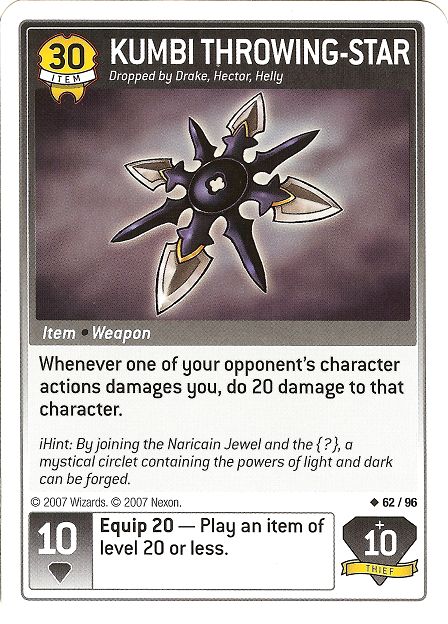 30
ITEM
KUMBI THROWING-STAR
Dropped by Drake, Hector, Helly
Item • Weapon
Whenever one of your opponent's character
actions damages you, do 20 damage to that
character.
iHint: By joining the Naricain Jewel and the {?}, a
mystical circlet containing the powers of light and dark
can be forged.
© 2007 Wizards. © 2007 Nexon.
◆ 62 / 96
10
Equip 20 — Play an item of
level 20 or less.
+
10
THIEF